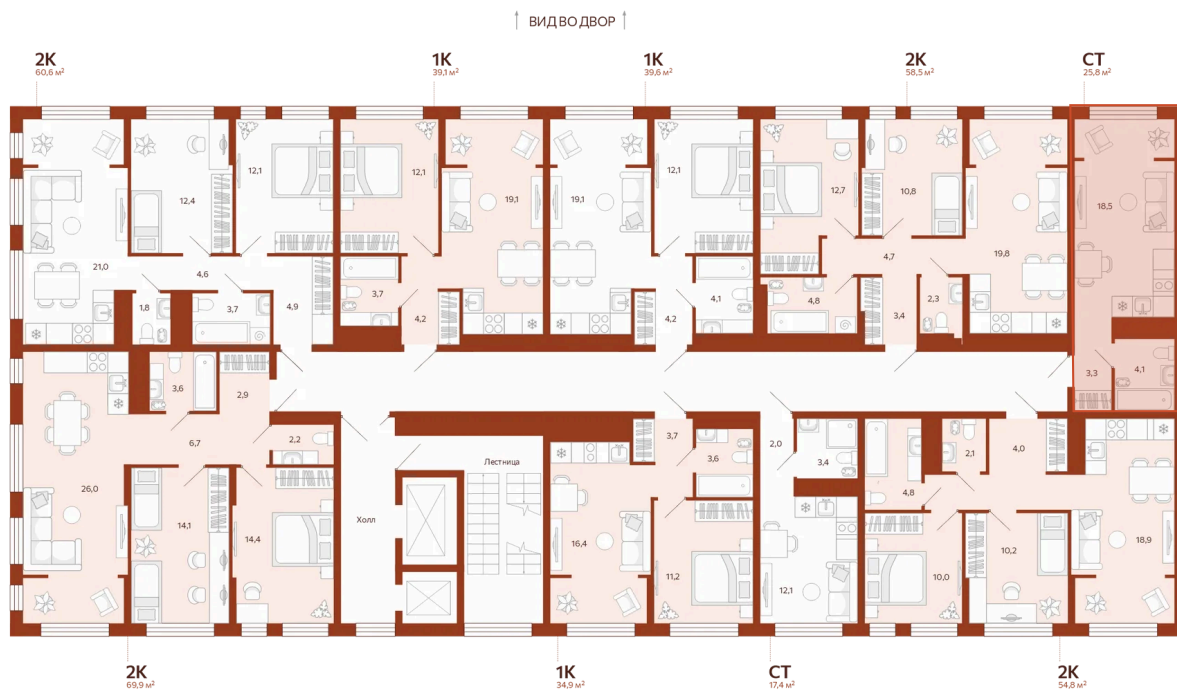 ВИД ВО ДВОР
2К
60,6 м²
1К
39,1 м²
1К
39,6 м²
2К
58,5 м²
СТ
25,8 м²
12,4
12,1
12,1
19,1
19,1
12,1
12,7
10,8
18,5
21,0
4,6
4,7
19,8
1,8
3,7
4,9
3,7
4,2
4,2
4,1
4,8
3,4
2,3
3,3
4,1
3,6
2,9
6,7
2,2
26,0
14,1
14,4
Холл
Лестница
3,7
3,6
16,4
11,2
2,0
3,4
12,1
4,8
2,1
4,0
10,0
10,2
18,9
2К
69,9 м²
1К
34,9 м²
СТ
17,4 м²
2К
54,8 м²